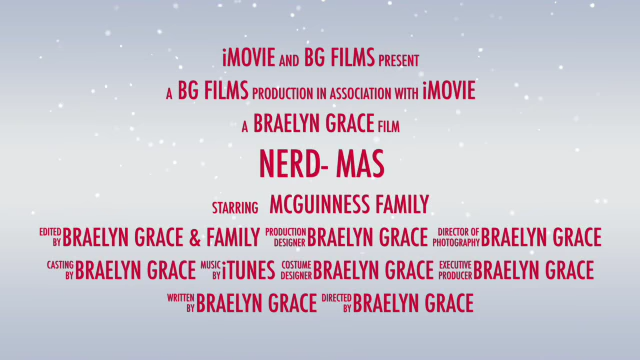 iMOVIE AND BG FILMS PRESENT
A BG FILMS PRODUCTION IN ASSOCIATION WITH iMOVIE
A BRAELYN GRACE FILM
NERD- MAS
STARRING MCGUINNESS FAMILY
EDITED BY BRAELYN GRACE & FAMILY PRODUCTION DESIGNER BRAELYN GRACE DIRECTOR OF PHOTOGRAPHY BRAELYN GRACE
CASTING BY BRAELYN GRACE MUSIC BY iTUNES COSTUME DESIGNER BRAELYN GRACE EXECUTIVE PRODUCER BRAELYN GRACE
WRITTEN BY BRAELYN GRACE DIRECTED BY BRAELYN GRACE